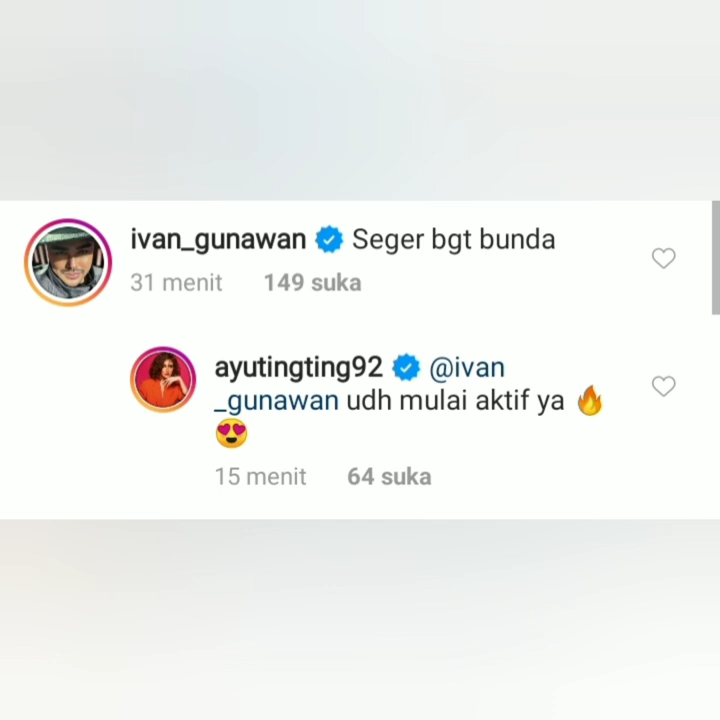 ivan_gunawan Seger bgt bunda
31 menit 149 suka
ayutingting92 @ivan
_gunawan udh mulai aktif ya 🔥
😍
15 menit 64 suka